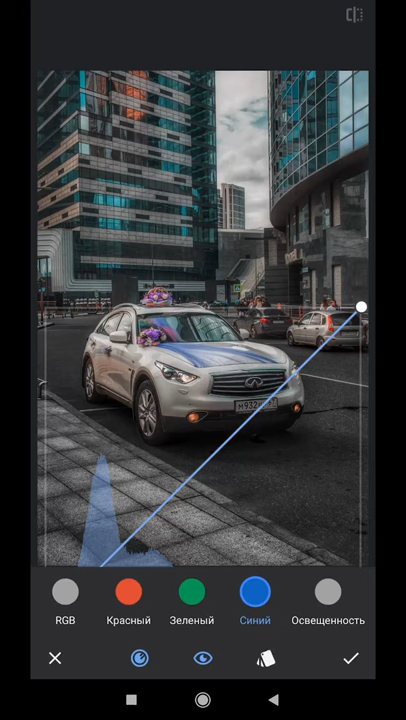 RGB
Красный
Зеленый
Синий
Освещенность